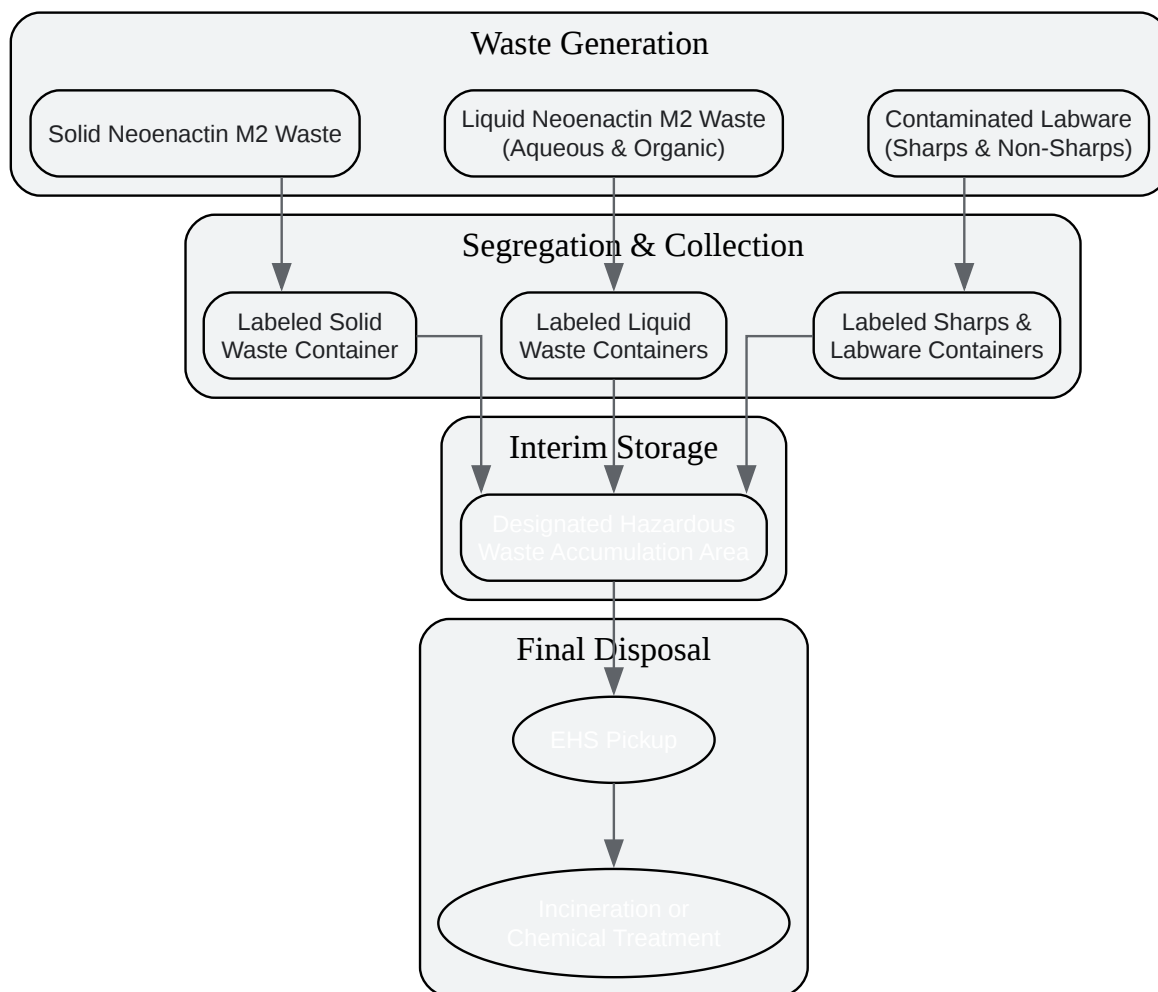 Waste Generation
Solid Neoenactin M2 Waste
Liquid Neoenactin M2 Waste
(Aqueous & Organic)
Contaminated Labware
(Sharps & Non-Sharps)
Segregation & Collection
Labeled Solid
Waste Container
Labeled Liquid
Waste Containers
Labeled Sharps &
Labware Containers
Interim Storage
Designated Hazardous
Waste Accumulation Area
Final Disposal
EHS Pickup
Incineration or
Chemical Treatment